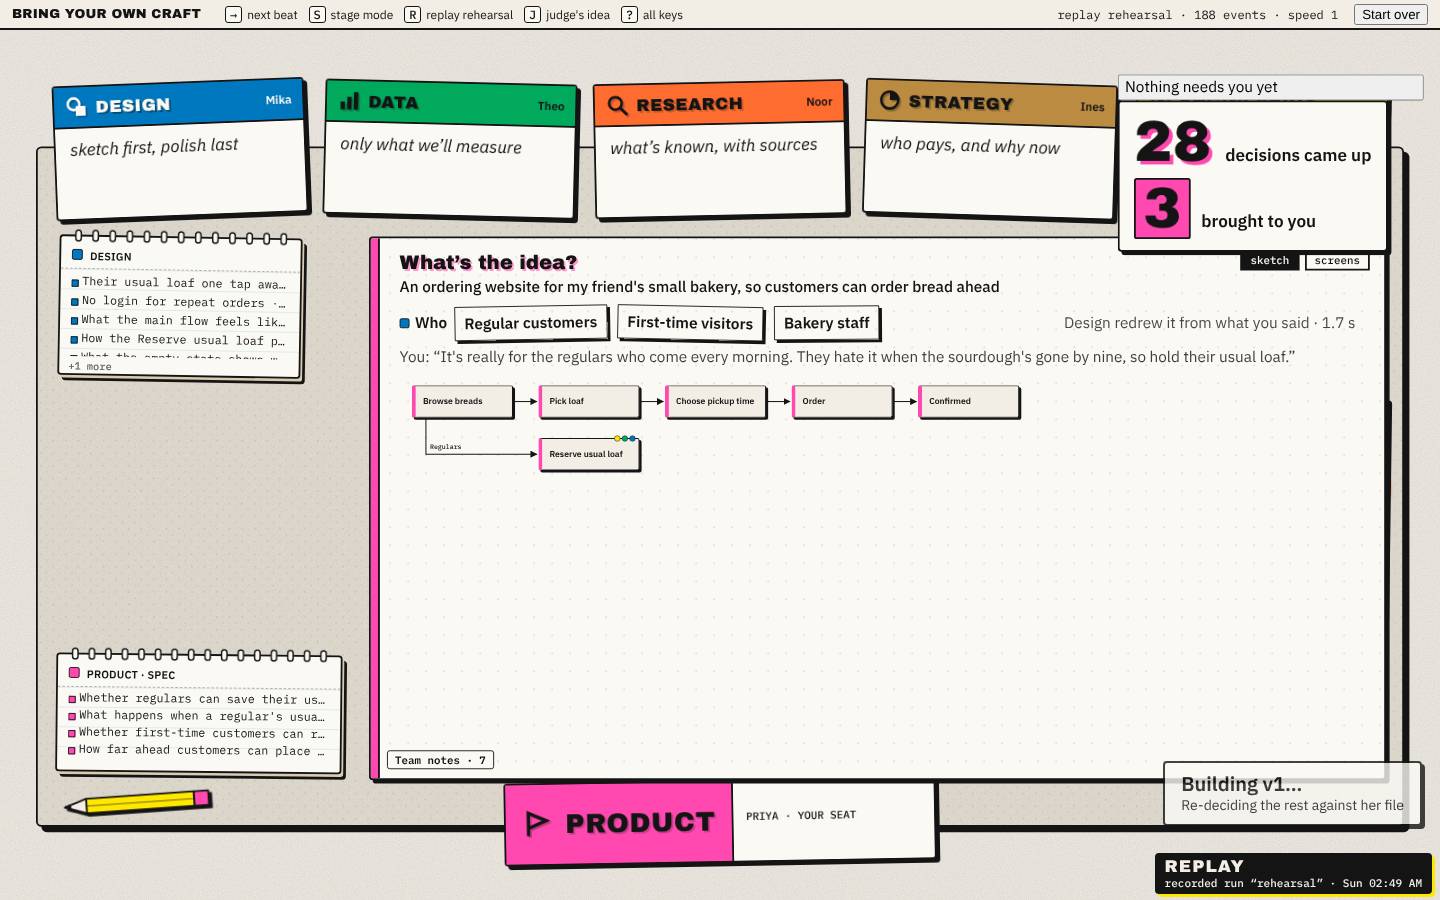 BRING YOUR OWN CRAFT → next beat S stage mode R replay rehearsal J judge's idea ? all keys replay rehearsal · 188 events · speed 1 Start over
DESIGN Mika
sketch first, polish last
DATA Theo
only what we'll measure
RESEARCH Noor
what's known, with sources
STRATEGY Ines
who pays, and why now
Nothing needs you yet
28 decisions came up
3 brought to you
DESIGN
Their usual loaf one tap awa…
No login for repeat orders ·…
What the main flow feels lik…
How the Reserve usual loaf p…
+1 more
What's the idea?
sketch screens
An ordering website for my friend's small bakery, so customers can order bread ahead
Who Regular customers First-time visitors Bakery staff Design redrew it from what you said · 1.7 s
You: “It's really for the regulars who come every morning. They hate it when the sourdough's gone by nine, so hold their usual loaf.”
Browse breads Pick loaf Choose pickup time Order Confirmed
Regulars
Reserve usual loaf
PRODUCT · SPEC
Whether regulars can save their us…
What happens when a regular's usua…
Whether first-time customers can r…
How far ahead customers can place …
Team notes · 7
PRODUCT
PRIYA · YOUR SEAT
Building v1…
Re-deciding the rest against her file
REPLAY
recorded run “rehearsal” · Sun 02:49 AM